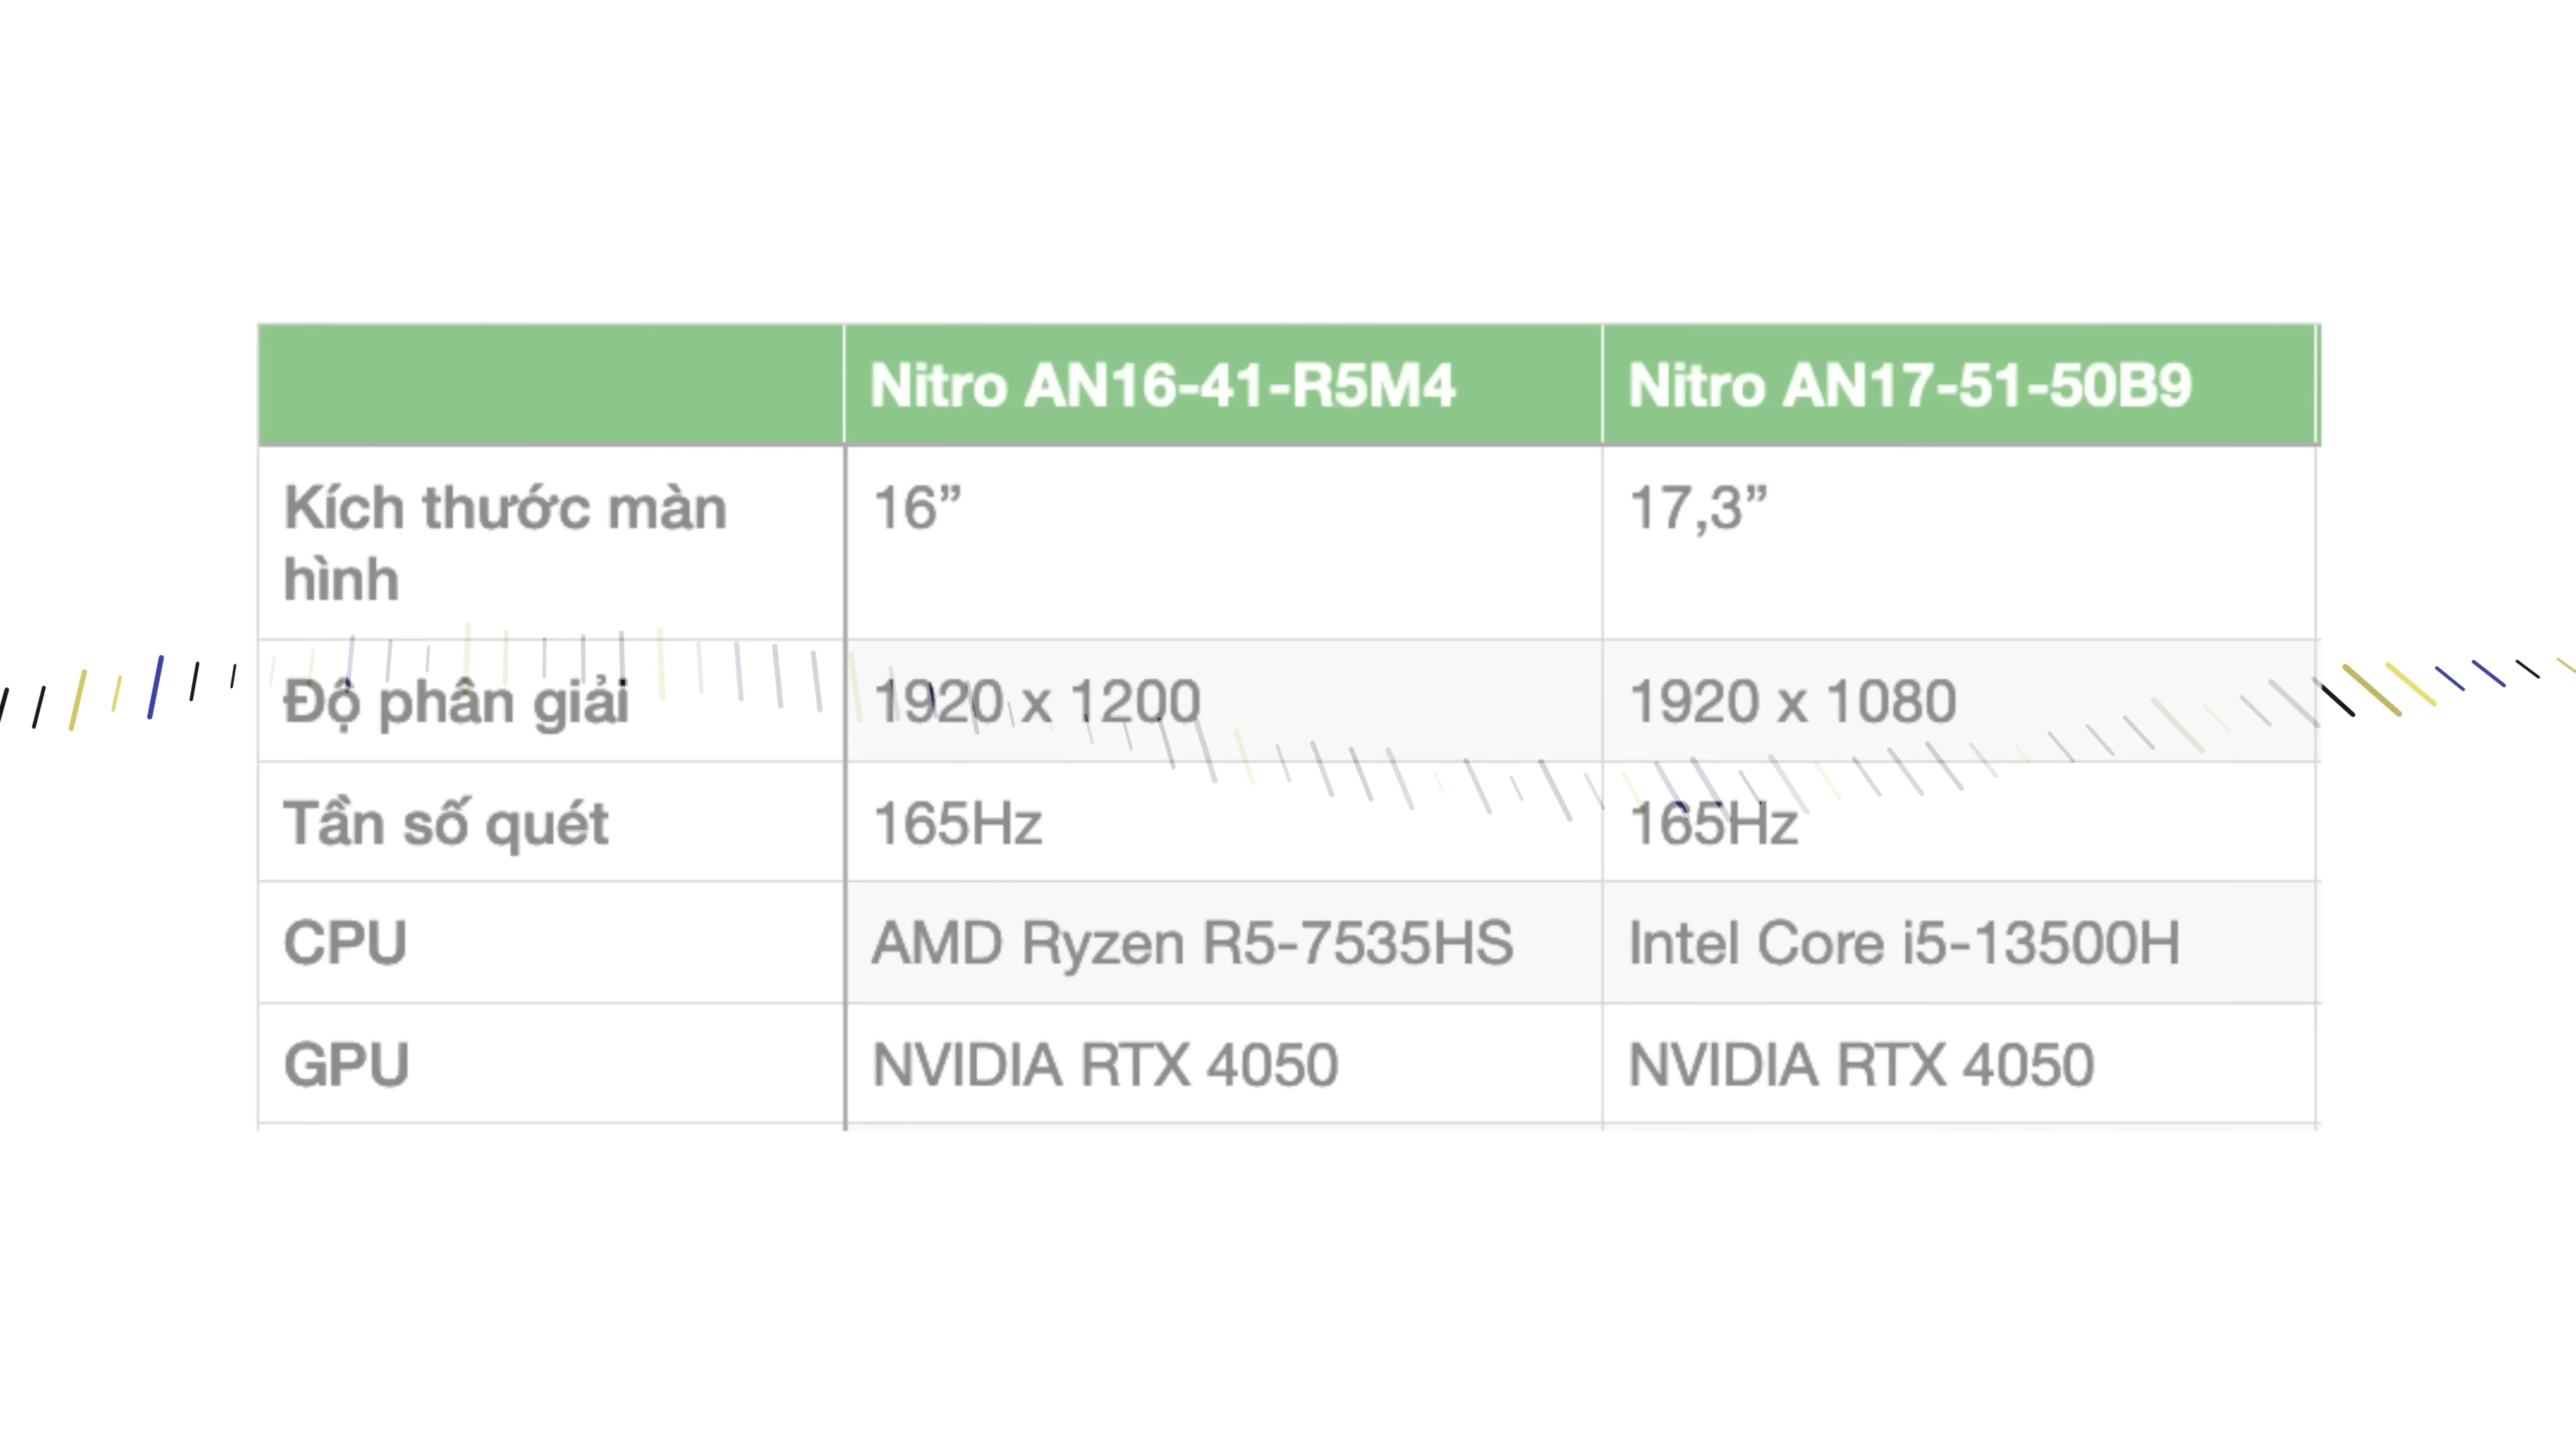 Nitro AN16-41-R5M4 Nitro AN17-51-50B9
Kích thước màn 16” 17,3”
hình
Độ phân giải 1920 x 1200 1920 x 1080
Tần số quét 165Hz 165Hz
CPU AMD Ryzen R5-7535HS Intel Core i5-13500H
GPU NVIDIA RTX 4050 NVIDIA RTX 4050